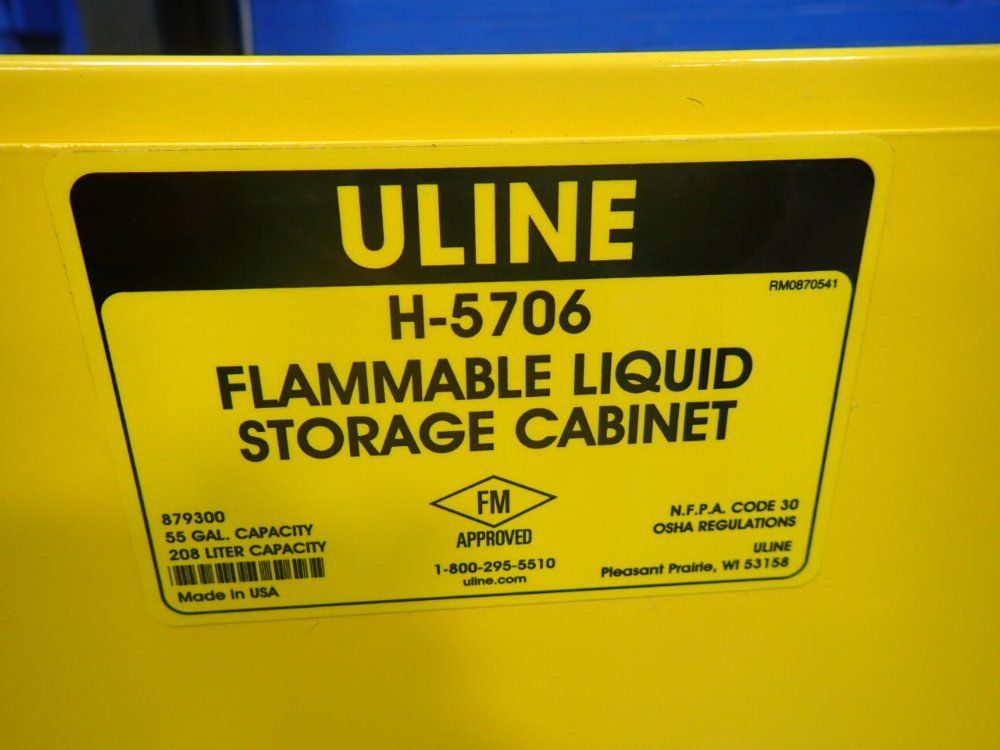 ULINE
RM0870541
H-5706
FLAMMABLE LIQUID
STORAGE CABINET
879300
55 GAL. CAPACITY
208 LITER CAPACITY
Made in USA
FM
APPROVED
1-800-295-5510
uline.com
N.F.P.A. CODE 30
OSHA REGULATIONS
ULINE
Pleasant Prairie, WI 53158